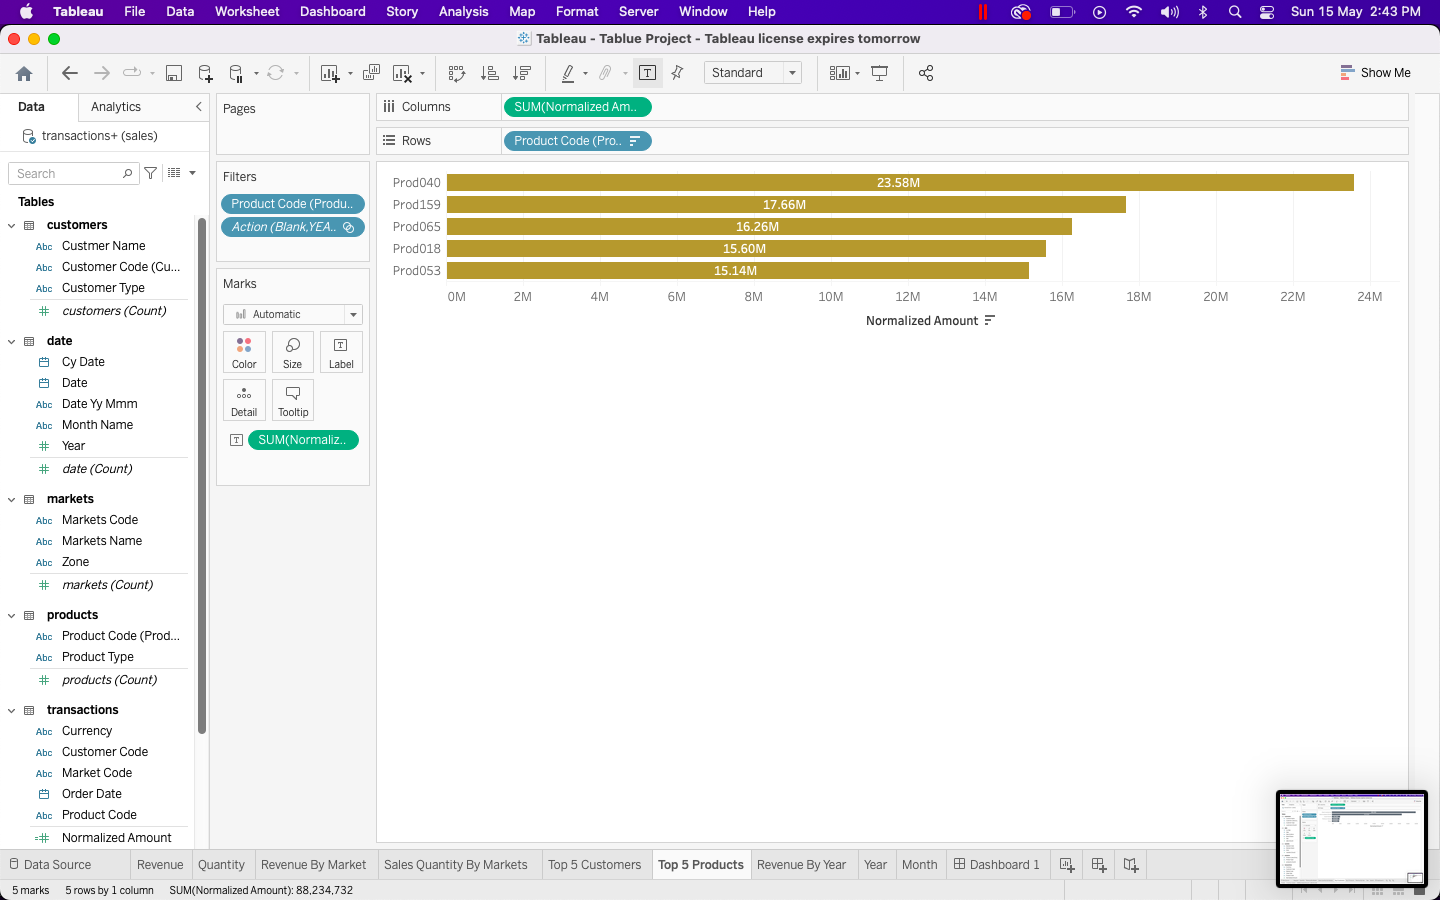 Tableau File Data Worksheet Dashboard Story Analysis Map Format Server Window Help Sun 15 May 2:43 PM
Tableau - Tablue Project - Tableau license expires tomorrow
Standard
Show Me
Data Analytics
transactions+ (sales)
Search
Tables
customers
Abc Custmer Name
Abc Customer Code (Cu...
Abc Customer Type
customers (Count)
date
Cy Date
Date
Abc Date Yy Mmm
Abc Month Name
Year
date (Count)
markets
Abc Markets Code
Abc Markets Name
Abc Zone
markets (Count)
products
Abc Product Code (Prod...
Abc Product Type
products (Count)
transactions
Abc Currency
Abc Customer Code
Abc Market Code
Order Date
Abc Product Code
Normalized Amount
Pages
Filters
Product Code (Produ..
Action (Blank,YEA..
Marks
Automatic
Color Size Label
Detail Tooltip
SUM(Normaliz..
Columns SUM(Normalized Am..
Rows Product Code (Pro..
Prod040 23.58M
Prod159 17.66M
Prod065 16.26M
Prod018 15.60M
Prod053 15.14M
0M 2M 4M 6M 8M 10M 12M 14M 16M 18M 20M 22M 24M
Normalized Amount
Data Source Revenue Quantity Revenue By Market Sales Quantity By Markets Top 5 Customers Top 5 Products Revenue By Year Year Month Dashboard 1
5 marks 5 rows by 1 column SUM(Normalized Amount): 88,234,732